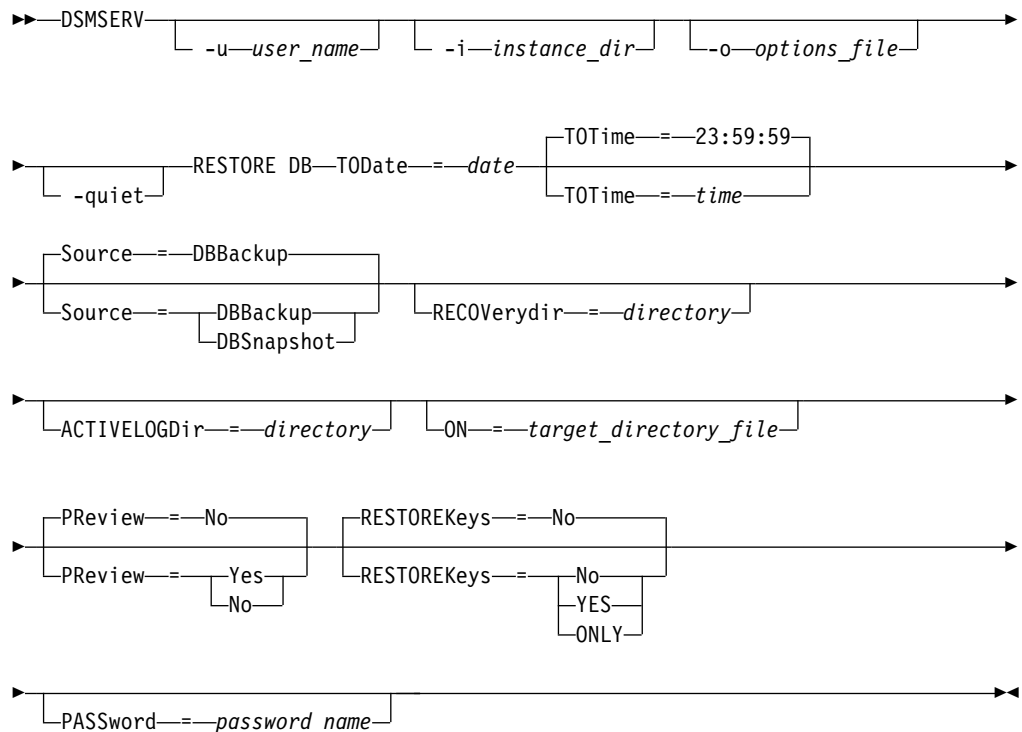 DSMSERV
-u user_name -i instance_dir -o options_file
TOTime = 23:59:59
-quiet RESTORE DB TODate = date TOTime = time
Source = DBBackup
Source = DBBackup
DBSnapshot
RECOVerydir = directory
ACTIVELOGDir = directory ON = target_directory_file
PReview = No RESTOREKeys = No
PReview = Yes RESTOREKeys = No
No YES
ONLY
PASSword = password name